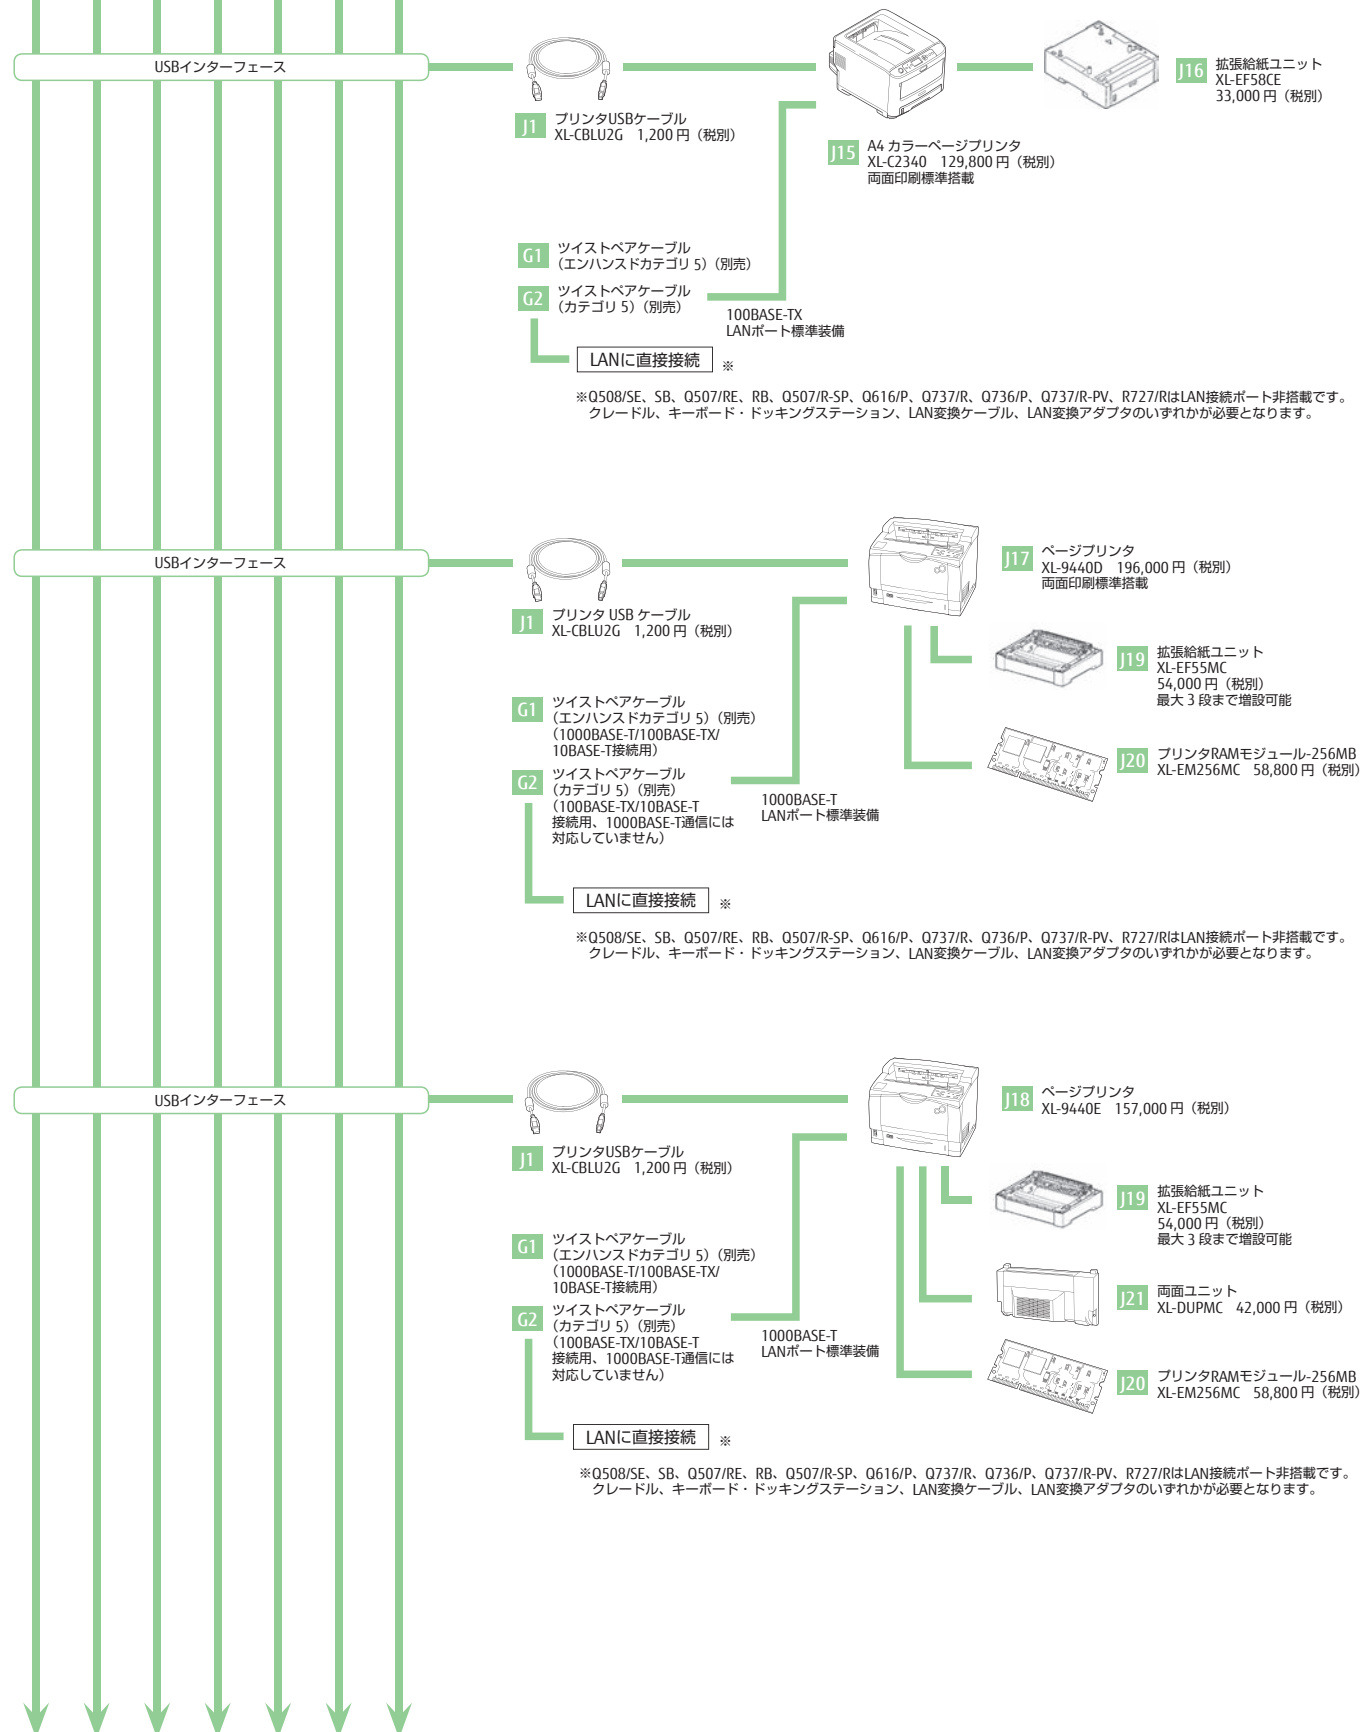 USBインターフェース
J1
プリンタUSBケーブル
XL-CBLU2G 1,200 円（税別）
J15
A4 カラーページプリンタ
XL-C2340 129,800 円（税別）
両面印刷標準搭載
J16
拡張給紙ユニット
XL-EF58CE
33,000 円（税別）
G1
ツイストペアケーブル
（エンハンスドカテゴリ 5）（別売）
G2
ツイストペアケーブル
（カテゴリ 5）（別売）
100BASE-TX
LANポート標準装備
LANに直接接続 ※
※Q508/SE、SB、Q507/RE、RB、Q507/R-SP、Q616/P、Q737/R、Q736/P、Q737/R-PV、R727/RはLAN接続ポート非搭載です。
クレードル、キーボード・ドッキングステーション、LAN変換ケーブル、LAN変換アダプタのいずれかが必要となります。
USBインターフェース
J1
プリンタ USB ケーブル
XL-CBLU2G 1,200 円（税別）
J17
ページプリンタ
XL-9440D 196,000 円（税別）
両面印刷標準搭載
J19
拡張給紙ユニット
XL-EF55MC
54,000 円（税別）
最大 3 段まで増設可能
J20
プリンタRAMモジュール-256MB
XL-EM256MC 58,800 円（税別）
G1
ツイストペアケーブル
（エンハンスドカテゴリ 5）（別売）
（1000BASE-T/100BASE-TX/
10BASE-T接続用）
G2
ツイストペアケーブル
（カテゴリ 5）（別売）
（100BASE-TX/10BASE-T
接続用、1000BASE-T通信には
対応していません）
1000BASE-T
LANポート標準装備
LANに直接接続 ※
※Q508/SE、SB、Q507/RE、RB、Q507/R-SP、Q616/P、Q737/R、Q736/P、Q737/R-PV、R727/RはLAN接続ポート非搭載です。
クレードル、キーボード・ドッキングステーション、LAN変換ケーブル、LAN変換アダプタのいずれかが必要となります。
USBインターフェース
J1
プリンタUSBケーブル
XL-CBLU2G 1,200 円（税別）
J18
ページプリンタ
XL-9440E 157,000 円（税別）
J19
拡張給紙ユニット
XL-EF55MC
54,000 円（税別）
最大 3 段まで増設可能
J21
両面ユニット
XL-DUPMC 42,000 円（税別）
J20
プリンタRAMモジュール-256MB
XL-EM256MC 58,800 円（税別）
G1
ツイストペアケーブル
（エンハンスドカテゴリ 5）（別売）
（1000BASE-T/100BASE-TX/
10BASE-T接続用）
G2
ツイストペアケーブル
（カテゴリ 5）（別売）
（100BASE-TX/10BASE-T
接続用、1000BASE-T通信には
対応していません）
1000BASE-T
LANポート標準装備
LANに直接接続 ※
※Q508/SE、SB、Q507/RE、RB、Q507/R-SP、Q616/P、Q737/R、Q736/P、Q737/R-PV、R727/RはLAN接続ポート非搭載です。
クレードル、キーボード・ドッキングステーション、LAN変換ケーブル、LAN変換アダプタのいずれかが必要となります。